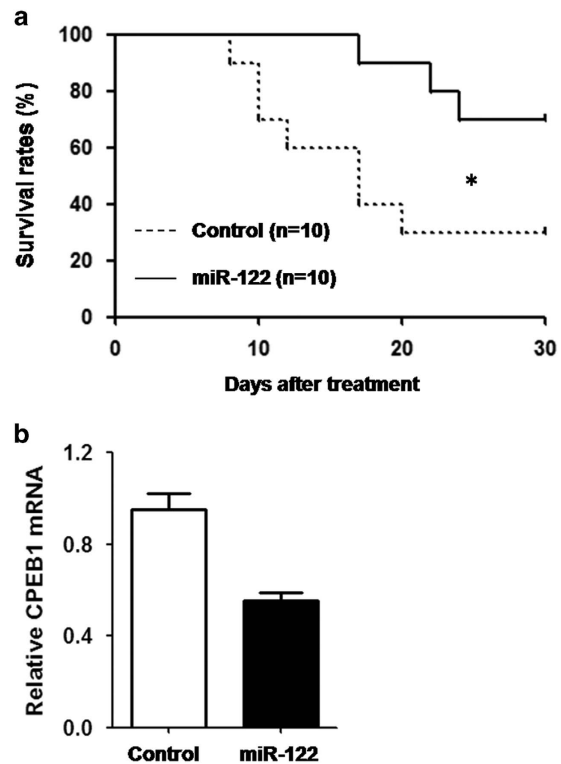 a
Survival rates (%)
100
80
60
40
20
0
*
Control (n=10)
miR-122 (n=10)
0 10 20 30
Days after treatment
b
Relative CPEB1 mRNA
1.2
0.8
0.4
0.0
Control miR-122